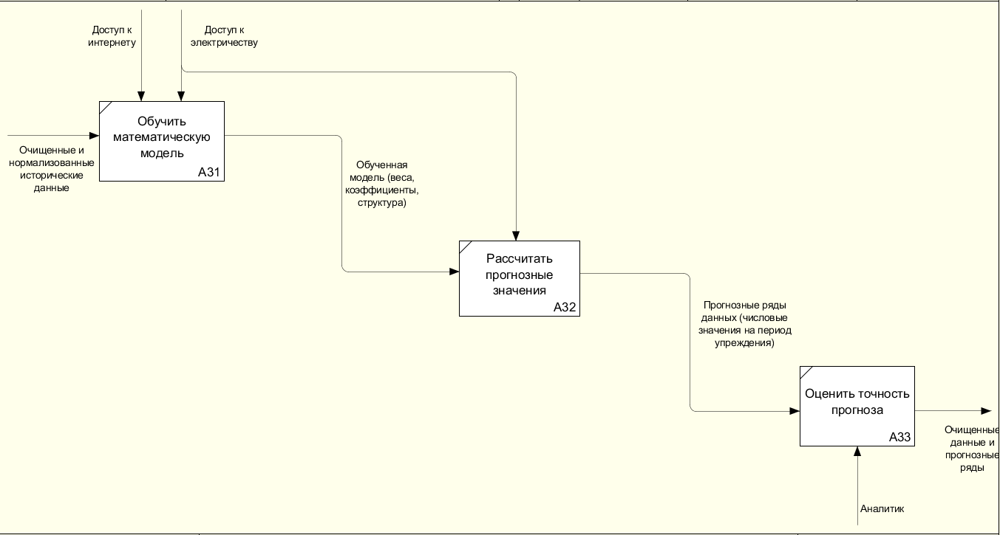 Доступ к
интернету
Доступ к
электричеству
Обучить
математическую
модель
A31
Очищенные и
нормализованные
исторические
данные
Обученная
модель (веса,
коэффициенты,
структура)
Рассчитать
прогнозные
значения
A32
Прогнозные ряды
данных (числовые
значения на период
упреждения)
Оценить точность
прогноза
A33
Очищенные
данные и
прогнозные
ряды
Аналитик